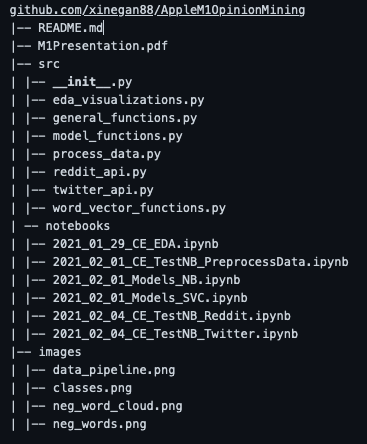 github.com/xinegan88/AppleM1OpinionMining
|-- README.md
|-- M1Presentation.pdf
|-- src
| |-- __init__.py
| |-- eda_visualizations.py
| |-- general_functions.py
| |-- model_functions.py
| |-- process_data.py
| |-- reddit_api.py
| |-- twitter_api.py
| |-- word_vector_functions.py
| -- notebooks
| |-- 2021_01_29_CE_EDA.ipynb
| |-- 2021_02_01_CE_TestNB_PreprocessData.ipynb
| |-- 2021_02_01_Models_NB.ipynb
| |-- 2021_02_01_Models_SVC.ipynb
| |-- 2021_02_04_CE_TestNB_Reddit.ipynb
| |-- 2021_02_04_CE_TestNB_Twitter.ipynb
|-- images
| |-- data_pipeline.png
| |-- classes.png
| |-- neg_word_cloud.png
| |-- neg_words.png